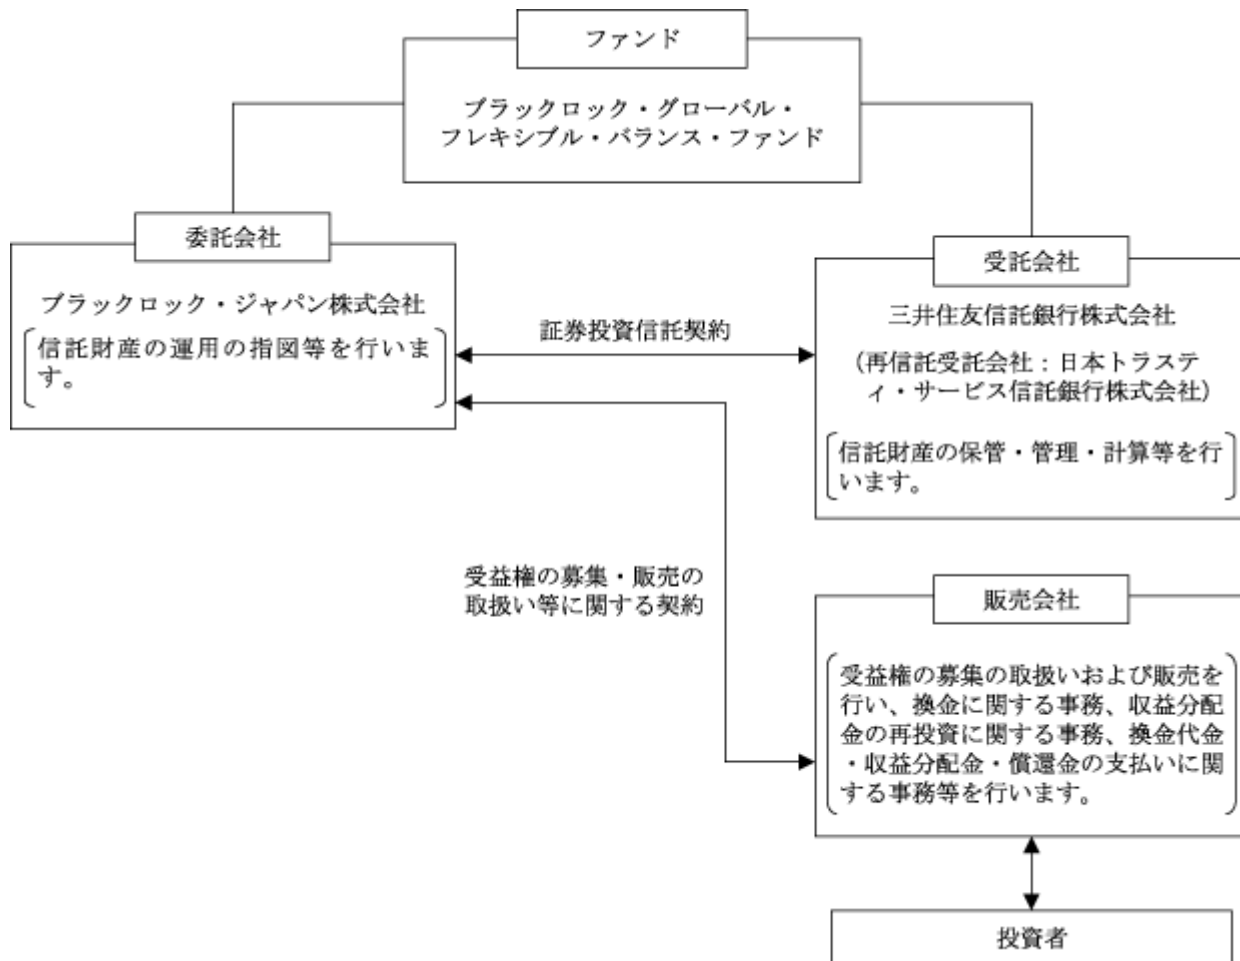 ファンド
ブラックロック・グローバル・
フレキシブル・バランス・ファンド
委託会社
ブラックロック・ジャパン株式会社
信託財産の運用の指図等を行いま
す。
証券投資信託契約
受託会社
三井住友信託銀行株式会社
（再信託受託会社：日本トラステ
ィ・サービス信託銀行株式会社）
信託財産の保管・管理・計算等を行
います。
受益権の募集・販売の
取扱い等に関する契約
販売会社
受益権の募集の取扱いおよび販売を
行い、換金に関する事務、収益分配
金の再投資に関する事務、換金代金
・収益分配金・償還金の支払いに関
する事務等を行います。
投資者